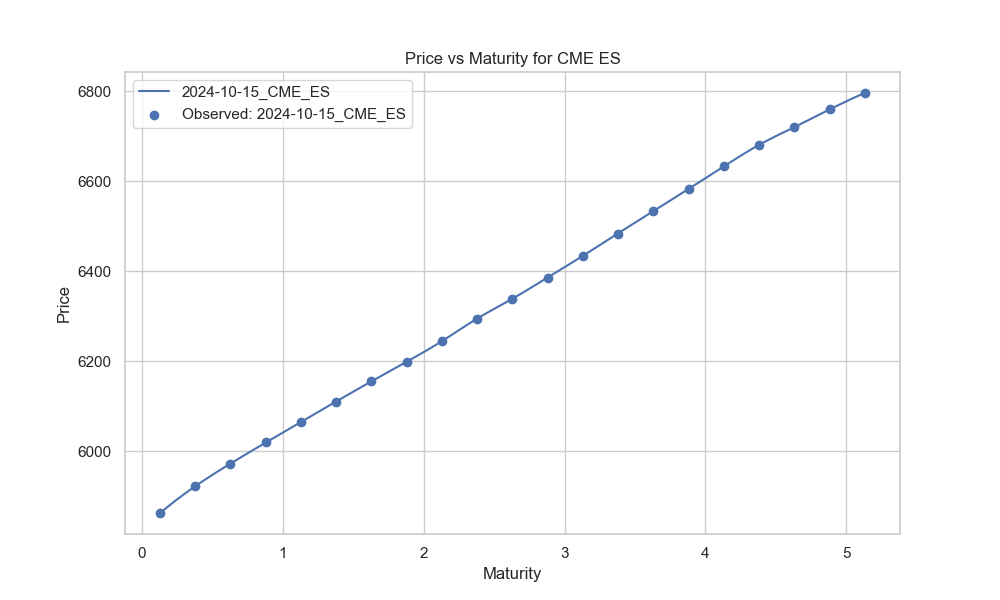 Price vs Maturity for CME ES
2024-10-15_CME_ES
Observed: 2024-10-15_CME_ES
6800
6600
6400
6200
6000
Price
0 1 2 3 4 5
Maturity